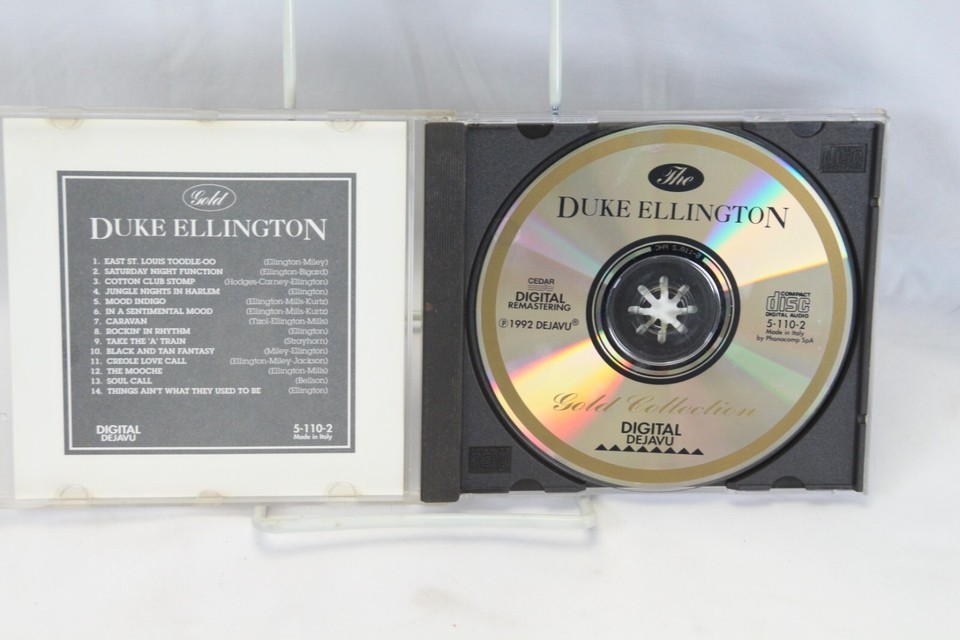 Gold
DUKE ELLINGTON
1. EAST ST. LOUIS TOODLE-OO (Ellington-Miley)
2. SATURDAY NIGHT FUNCTION (Ellington-Bigard)
3. COTTON CLUB STOMP (Hodges-Carney-Ellington)
4. JUNGLE NIGHTS IN HARLEM (Ellington)
5. MOOD INDIGO (Ellington-Mills-Kurtz)
6. IN A SENTIMENTAL MOOD (Ellington-Mills-Kurtz)
7. CARAVAN (Tizol-Ellington-Mills)
8. ROCKIN' IN RHYTHM (Ellington)
9. TAKE THE 'A' TRAIN (Strayhorn)
10. BLACK AND TAN FANTASY (Miley-Ellington)
11. CREOLE LOVE CALL (Ellington-Miley-Jackson)
12. THE MOOCHE (Ellington-Mills)
13. SOUL CALL (Bellson)
14. THINGS AIN'T WHAT THEY USED TO BE (Ellington)
DIGITAL
DEJAVU
5-110-2
Made in Italy
The
DUKE ELLINGTON
CEDAR
DIGITAL
REMASTERING
℗ 1992 DEJAVU®
COMPACT
disc
DIGITAL AUDIO
5-110-2
Made in Italy
by Phonocomp SpA
Gold Collection
DIGITAL
DEJAVU